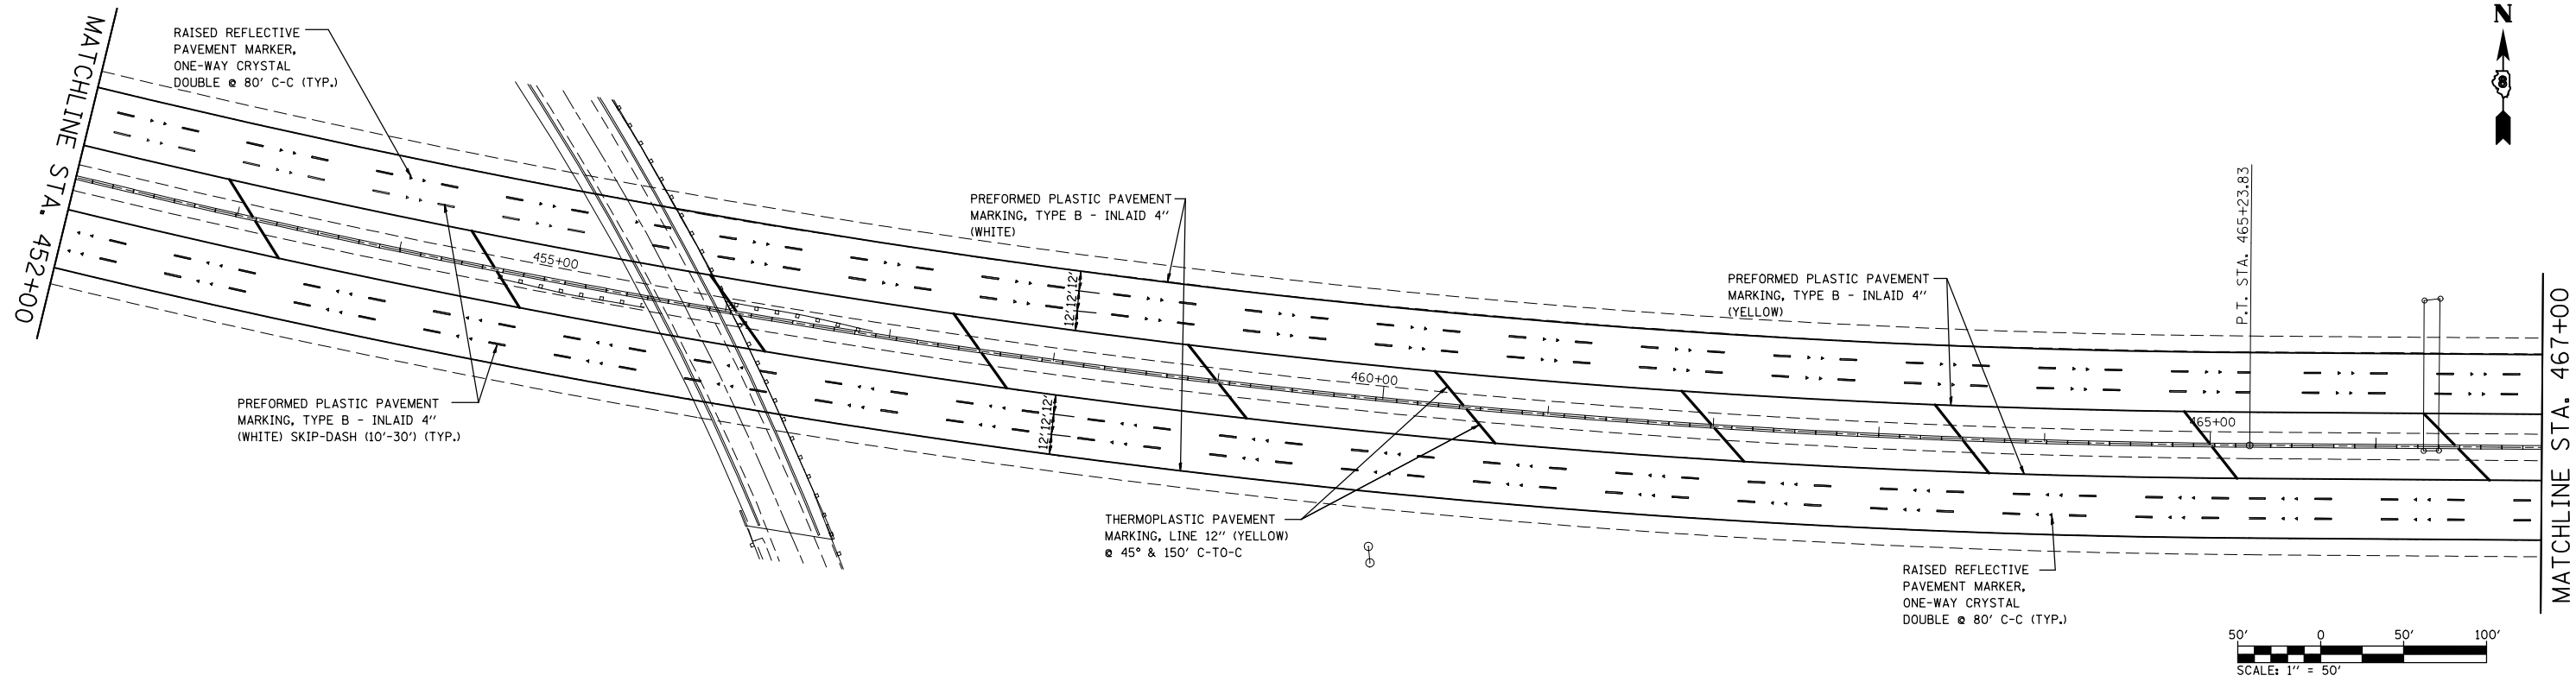 RAISED REFLECTIVE
PAVEMENT MARKER,
ONE-WAY CRYSTAL
DOUBLE @ 80' C-C (TYP.)
MATCHLINE STA. 452+00
455+00
PREFORMED PLASTIC PAVEMENT
MARKING, TYPE B - INLAID 4"
(WHITE) SKIP-DASH (10'-30') (TYP.)
PREFORMED PLASTIC PAVEMENT
MARKING, TYPE B - INLAID 4"
(WHITE)
12' 12' 12'
12' 12' 12'
460+00
THERMOPLASTIC PAVEMENT
MARKING, LINE 12" (YELLOW)
@ 45° & 150' C-TO-C
PREFORMED PLASTIC PAVEMENT
MARKING, TYPE B - INLAID 4"
(YELLOW)
RAISED REFLECTIVE
PAVEMENT MARKER,
ONE-WAY CRYSTAL
DOUBLE @ 80' C-C (TYP.)
P.T. STA. 465+23.83
465+00
N
8
MATCHLINE STA. 467+00
50' 0 50' 100'
SCALE: 1" = 50'